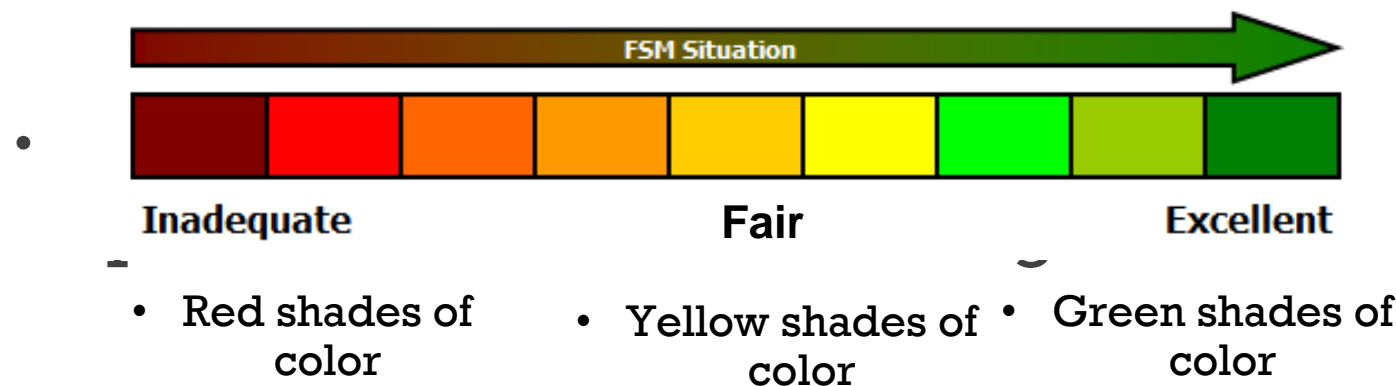 FSM Situation
Inadequate Fair Excellent
• Red shades of color
• Yellow shades of color
• Green shades of color